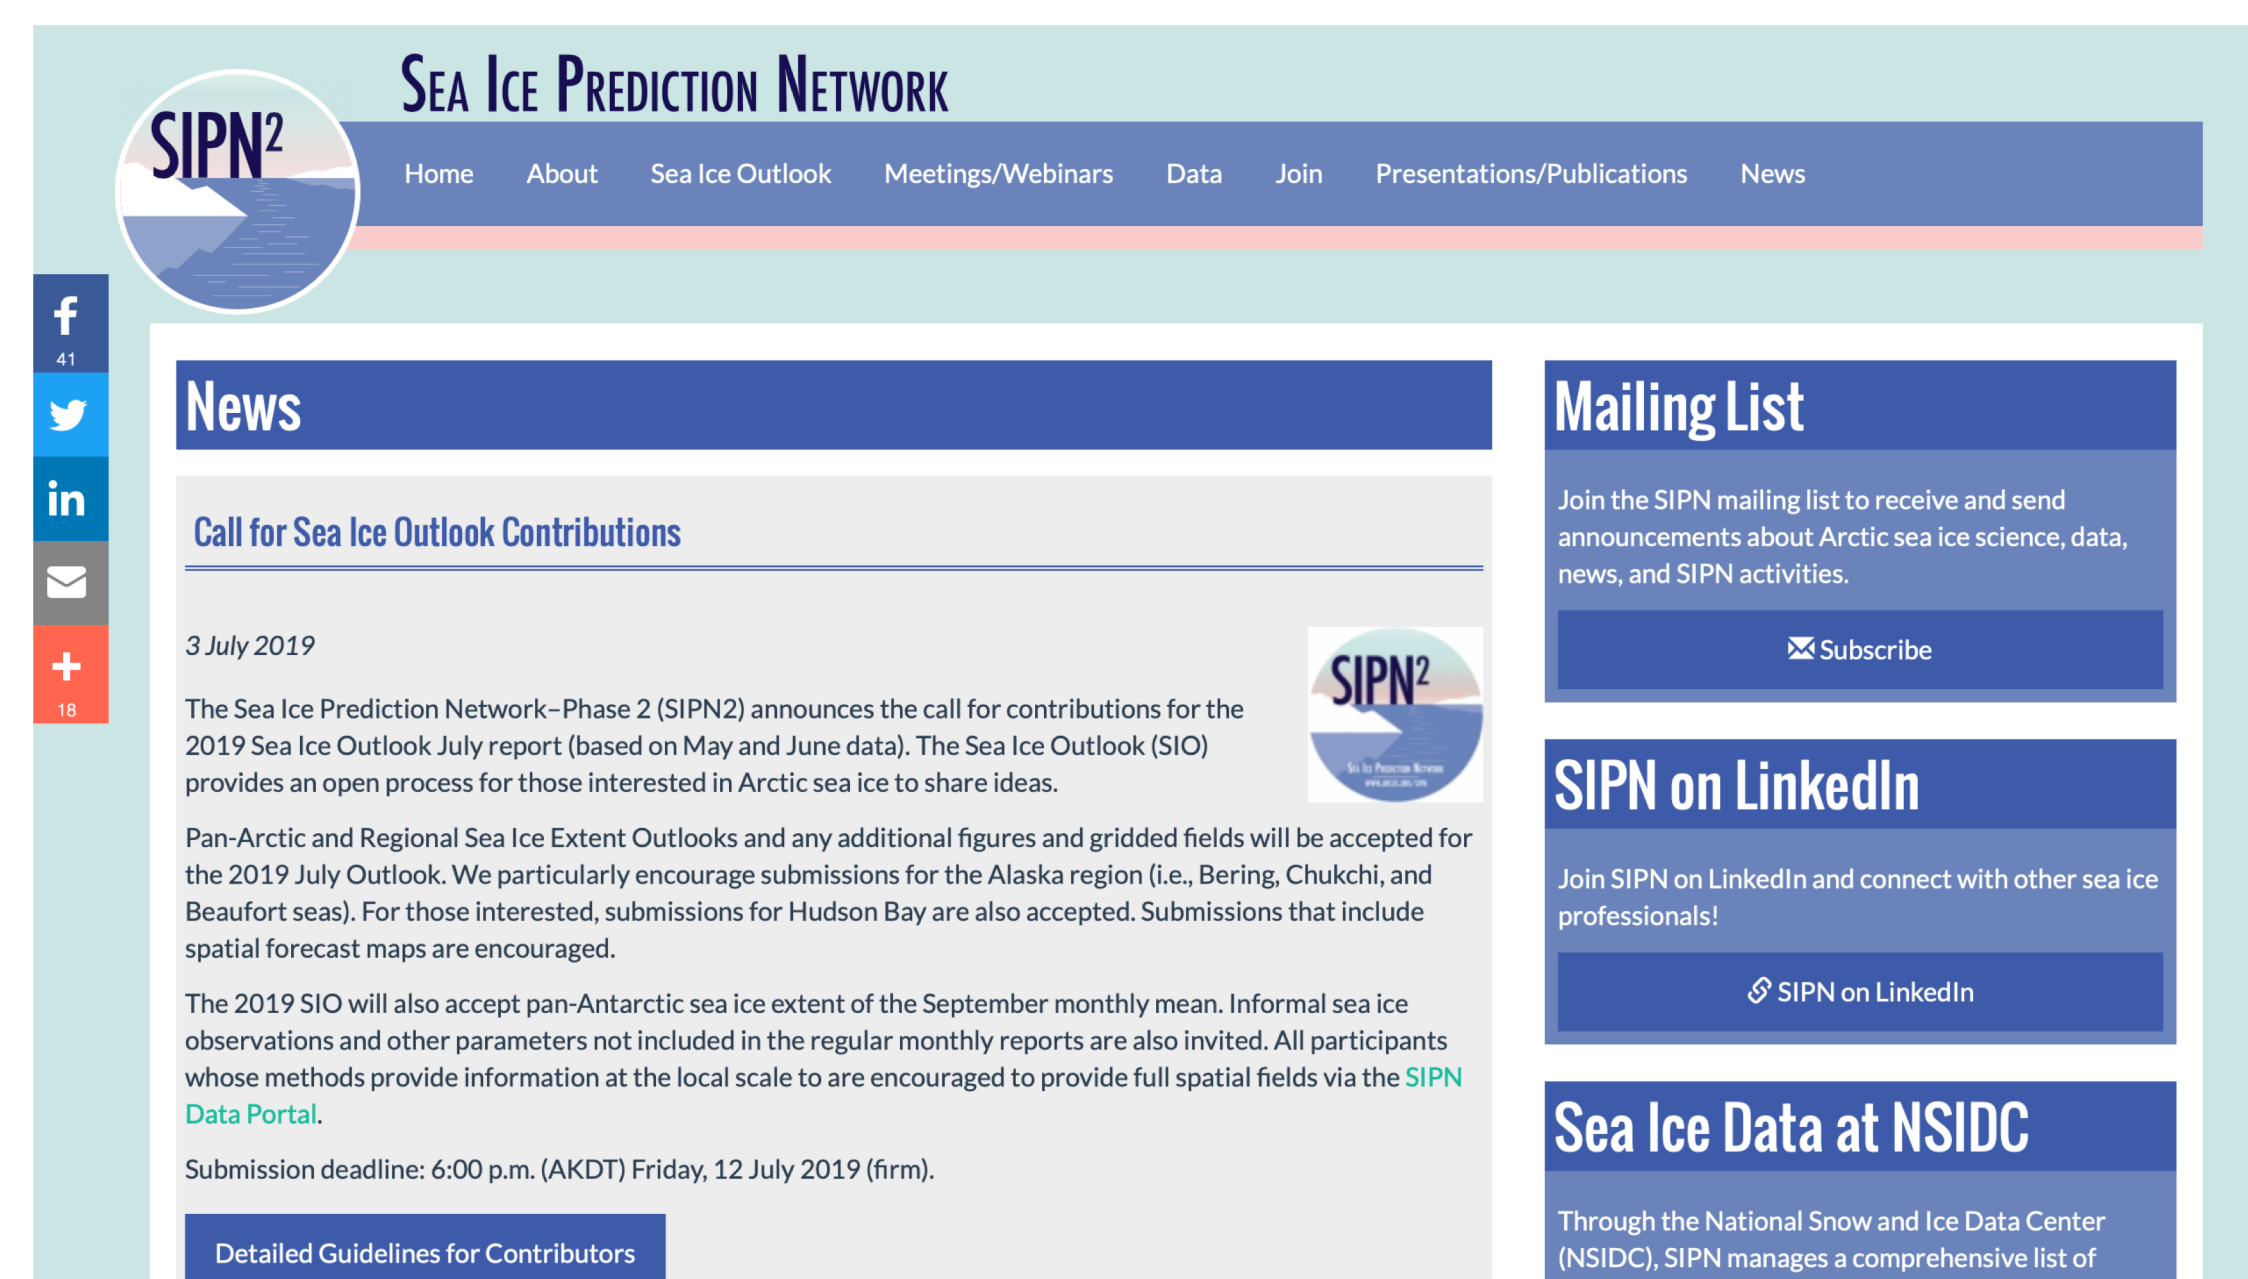 SEA ICE PREDICTION NETWORK
SIPN²
Home About Sea Ice Outlook Meetings/Webinars Data Join Presentations/Publications News
41
18
News
Call for Sea Ice Outlook Contributions
3 July 2019
SIPN²
SEA ICE PREDICTION NETWORK
WWW.ARCUS.ORG/SIPN
The Sea Ice Prediction Network–Phase 2 (SIPN2) announces the call for contributions for the
2019 Sea Ice Outlook July report (based on May and June data). The Sea Ice Outlook (SIO)
provides an open process for those interested in Arctic sea ice to share ideas.
Pan-Arctic and Regional Sea Ice Extent Outlooks and any additional figures and gridded fields will be accepted for
the 2019 July Outlook. We particularly encourage submissions for the Alaska region (i.e., Bering, Chukchi, and
Beaufort seas). For those interested, submissions for Hudson Bay are also accepted. Submissions that include
spatial forecast maps are encouraged.
The 2019 SIO will also accept pan-Antarctic sea ice extent of the September monthly mean. Informal sea ice
observations and other parameters not included in the regular monthly reports are also invited. All participants
whose methods provide information at the local scale to are encouraged to provide full spatial fields via the SIPN
Data Portal.
Submission deadline: 6:00 p.m. (AKDT) Friday, 12 July 2019 (firm).
Detailed Guidelines for Contributors
Mailing List
Join the SIPN mailing list to receive and send
announcements about Arctic sea ice science, data,
news, and SIPN activities.
Subscribe
SIPN on LinkedIn
Join SIPN on LinkedIn and connect with other sea ice
professionals!
SIPN on LinkedIn
Sea Ice Data at NSIDC
Through the National Snow and Ice Data Center
(NSIDC), SIPN manages a comprehensive list of